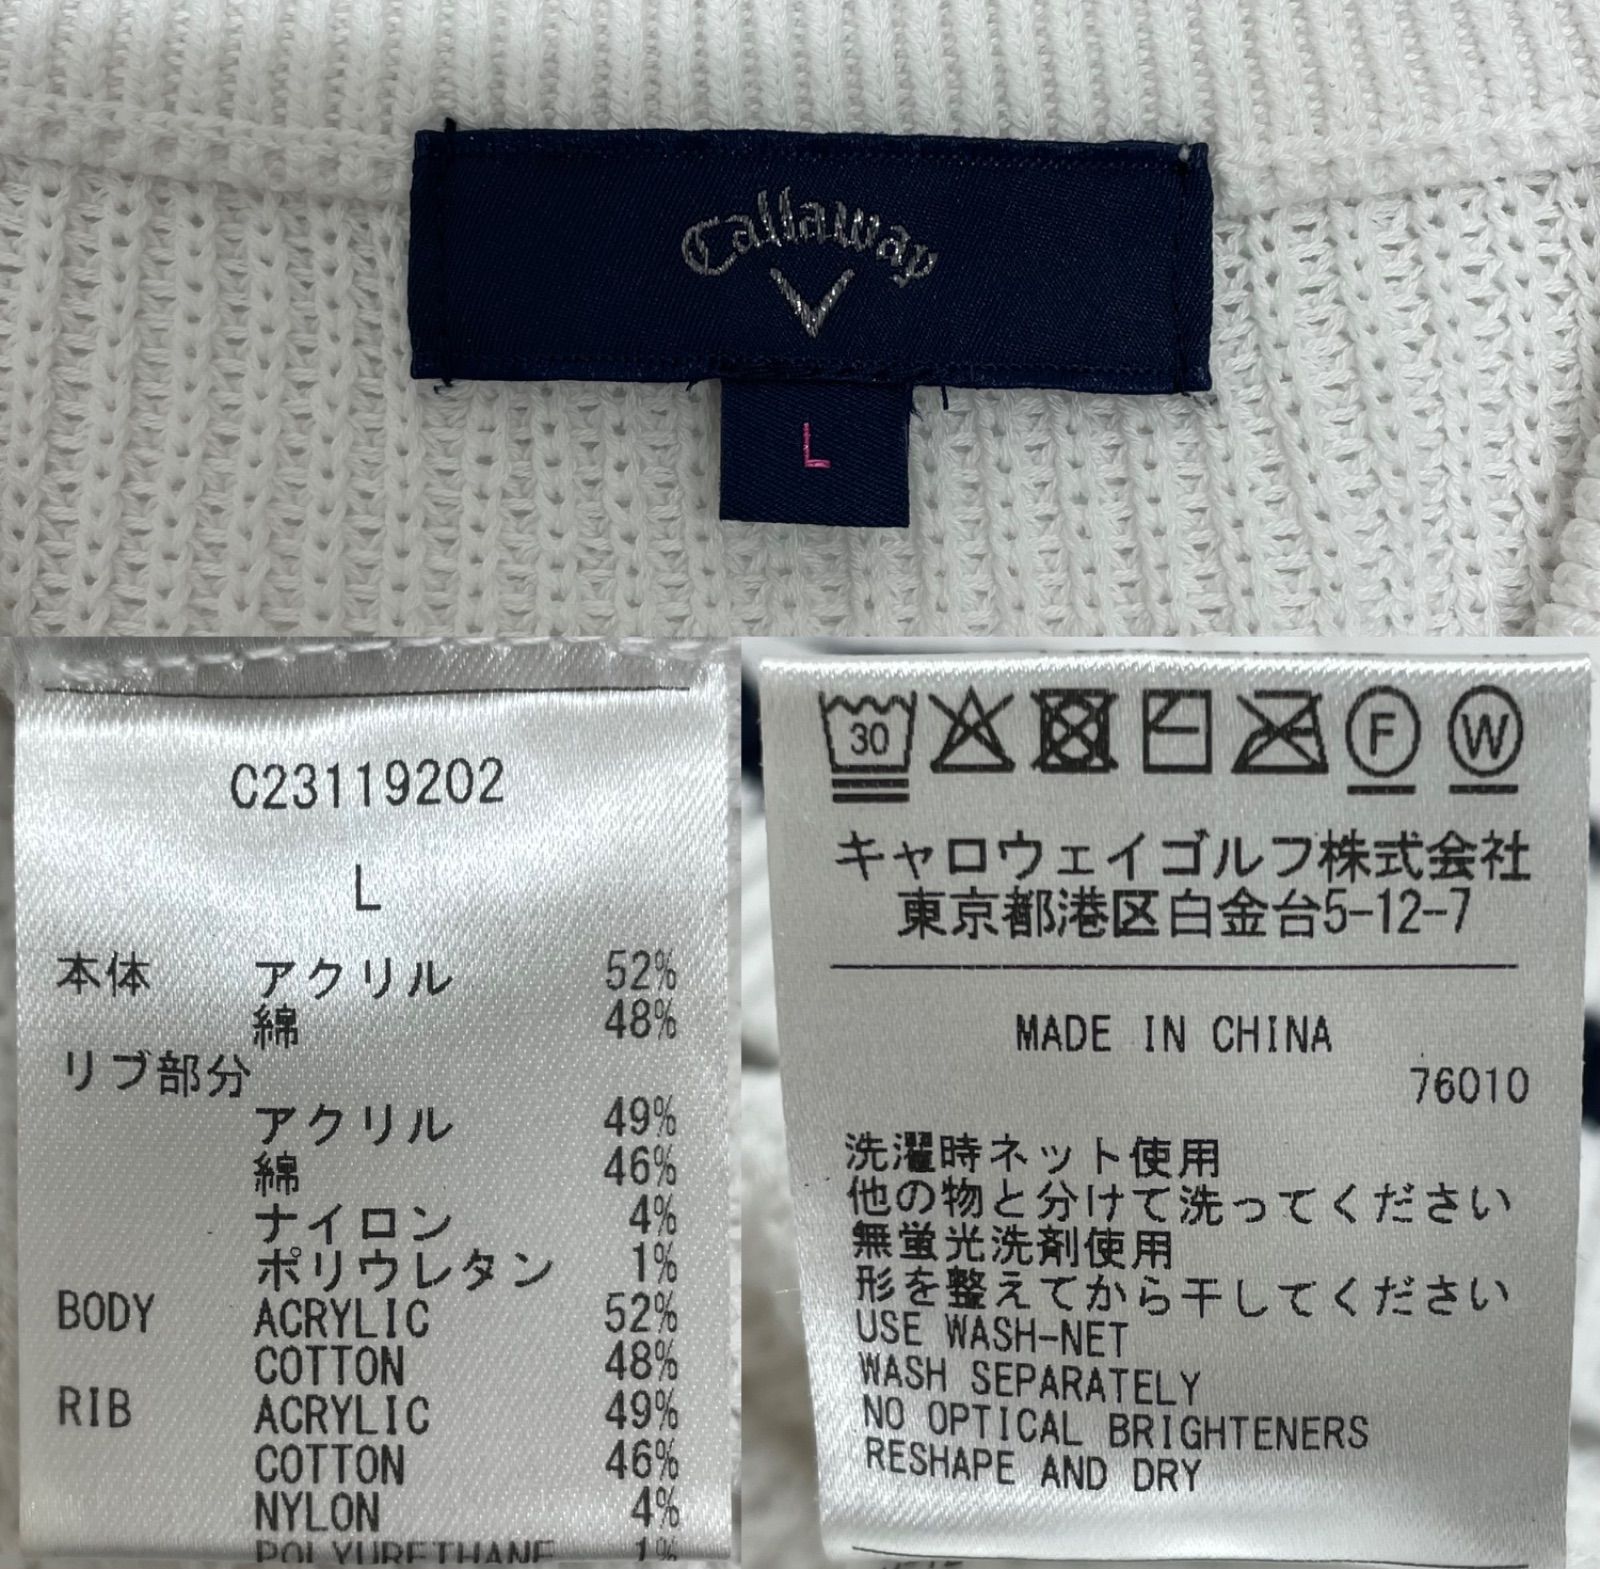 Callaway
L
C23119202
L
本体 アクリル 52%
綿 48%
リブ部分
アクリル 49%
綿 46%
ナイロン 4%
ポリウレタン 1%
BODY ACRYLIC 52%
COTTON 48%
RIB ACRYLIC 49%
COTTON 46%
NYLON 4%
POLYURETHANE 1%
30 F W
キャロウェイゴルフ株式会社
東京都港区白金台5-12-7
MADE IN CHINA
76010
洗濯時ネット使用
他の物と分けて洗ってください
無蛍光洗剤使用
形を整えてから干してください
USE WASH-NET
WASH SEPARATELY
NO OPTICAL BRIGHTENERS
RESHAPE AND DRY